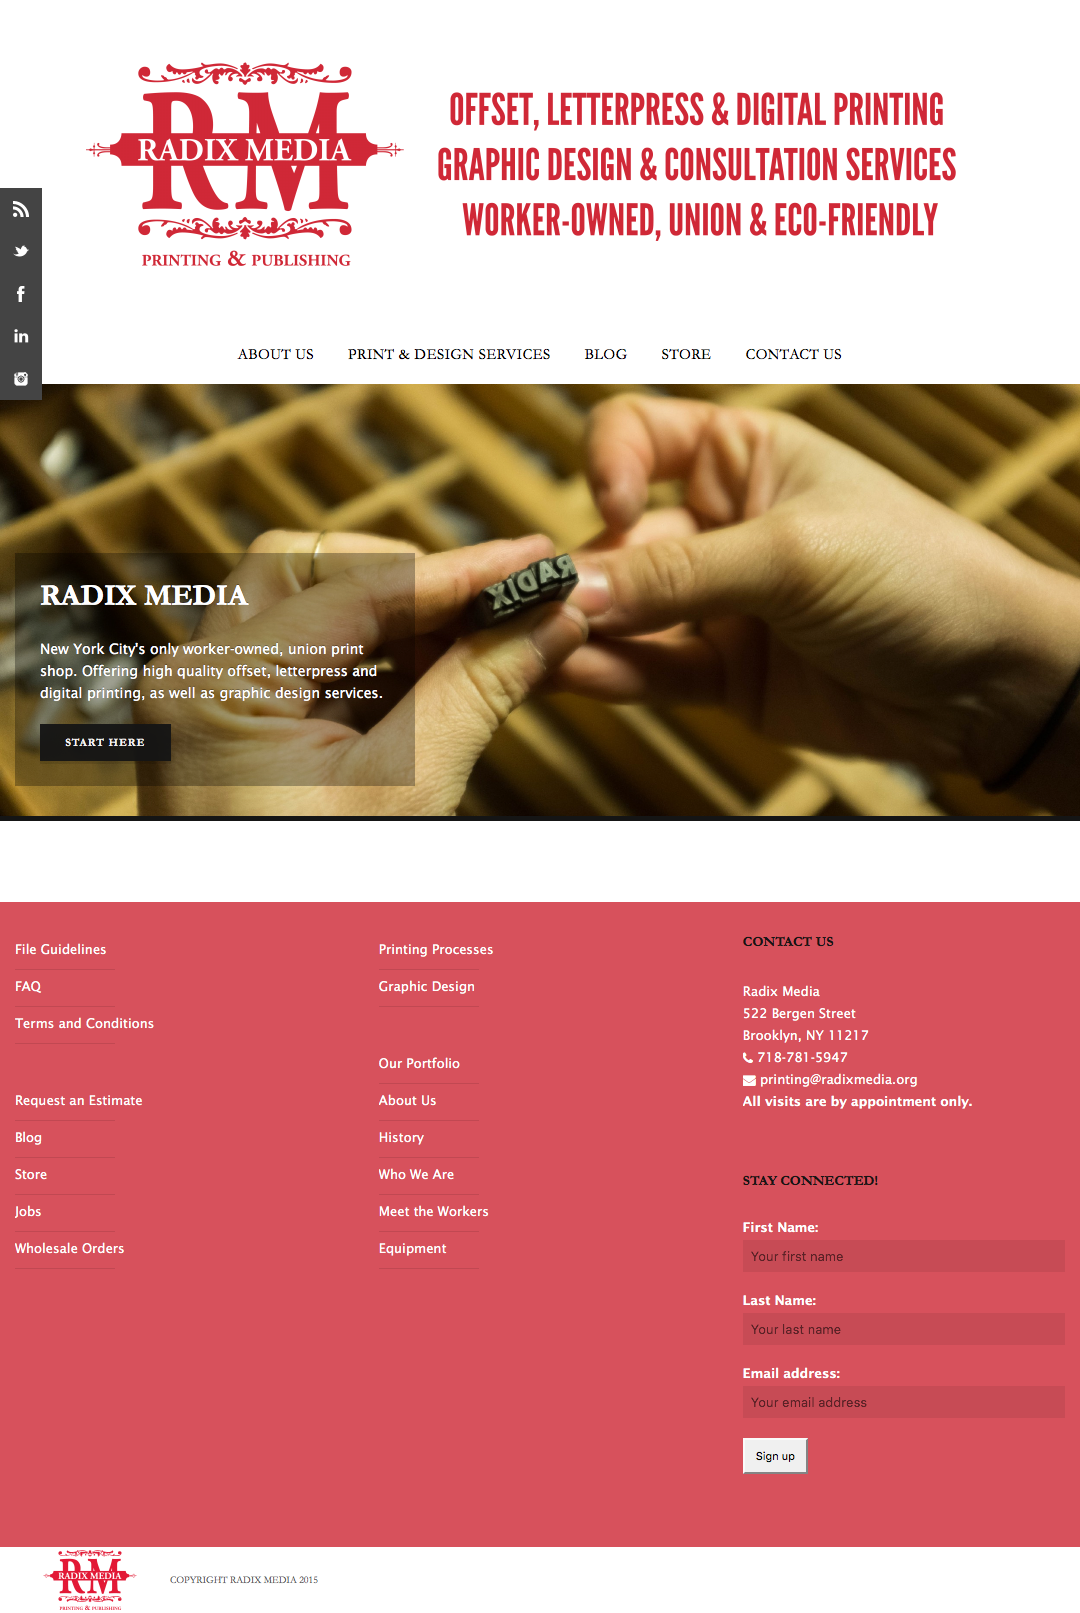 RM
RADIX MEDIA
PRINTING & PUBLISHING
OFFSET, LETTERPRESS & DIGITAL PRINTING
GRAPHIC DESIGN & CONSULTATION SERVICES
WORKER-OWNED, UNION & ECO-FRIENDLY
ABOUT US
PRINT & DESIGN SERVICES
BLOG
STORE
CONTACT US
RADIX
RADIX MEDIA
New York City's only worker-owned, union print
shop. Offering high quality offset, letterpress and
digital printing, as well as graphic design services.
START HERE
File Guidelines
FAQ
Terms and Conditions
Request an Estimate
Blog
Store
Jobs
Wholesale Orders
Printing Processes
Graphic Design
Our Portfolio
About Us
History
Who We Are
Meet the Workers
Equipment
CONTACT US
Radix Media
522 Bergen Street
Brooklyn, NY 11217
718-781-5947
printing@radixmedia.org
All visits are by appointment only.
STAY CONNECTED!
First Name:
Your first name
Last Name:
Your last name
Email address:
Your email address
Sign up
RM
RADIX MEDIA
PRINTING & PUBLISHING
COPYRIGHT RADIX MEDIA 2015